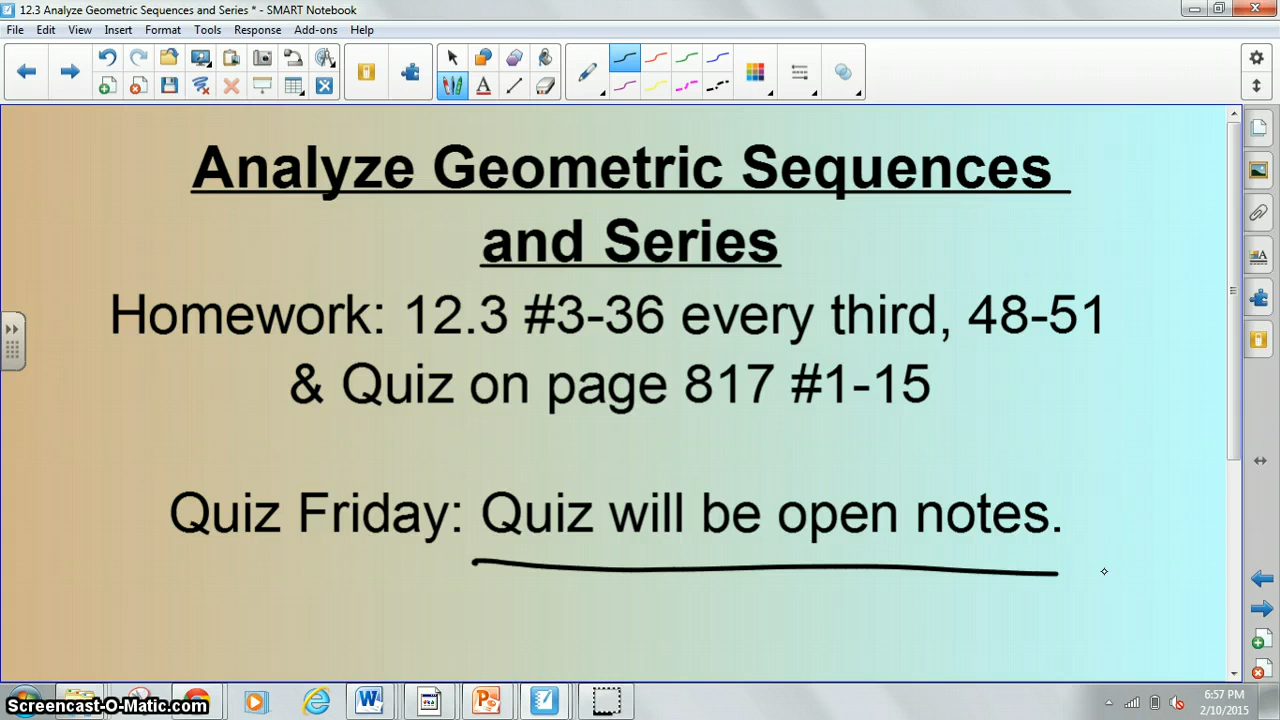 12.3 Analyze Geometric Sequences and Series * - SMART Notebook
File Edit View Insert Format Tools Response Add-ons Help
Analyze Geometric Sequences
and Series
Homework: 12.3 #3-36 every third, 48-51
& Quiz on page 817 #1-15
Quiz Friday: Quiz will be open notes.
6:57 PM
2/10/2015
Screencast-O-Matic.com